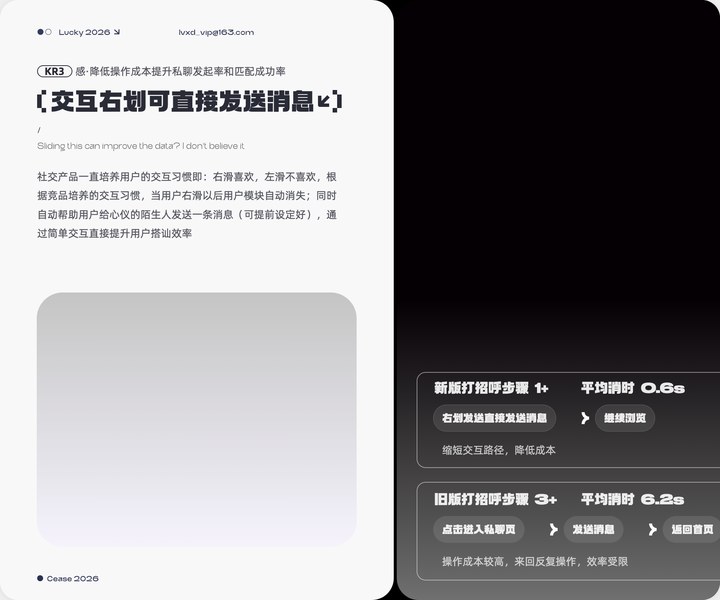 Lucky 2026
lvxd_vip@163.com
KR3 感·降低操作成本提升私聊发起率和匹配成功率
交互右划可直接发送消息
/
Sliding this can improve the data? I don't believe it
社交产品一直培养用户的交互习惯即：右滑喜欢，左滑不喜欢，根
据竞品培养的交互习惯，当用户右滑以后用户模块自动消失；同时
自动帮助用户给心仪的陌生人发送一条消息（可提前设定好），通
过简单交互直接提升用户搭讪效率
Cease 2026
新版打招呼步骤 1+ 平均消时 0.6s
右划发送直接发送消息 继续浏览
缩短交互路径，降低成本
旧版打招呼步骤 3+ 平均消时 6.2s
点击进入私聊页 发送消息 返回首页
操作成本较高，来回反复操作，效率受限